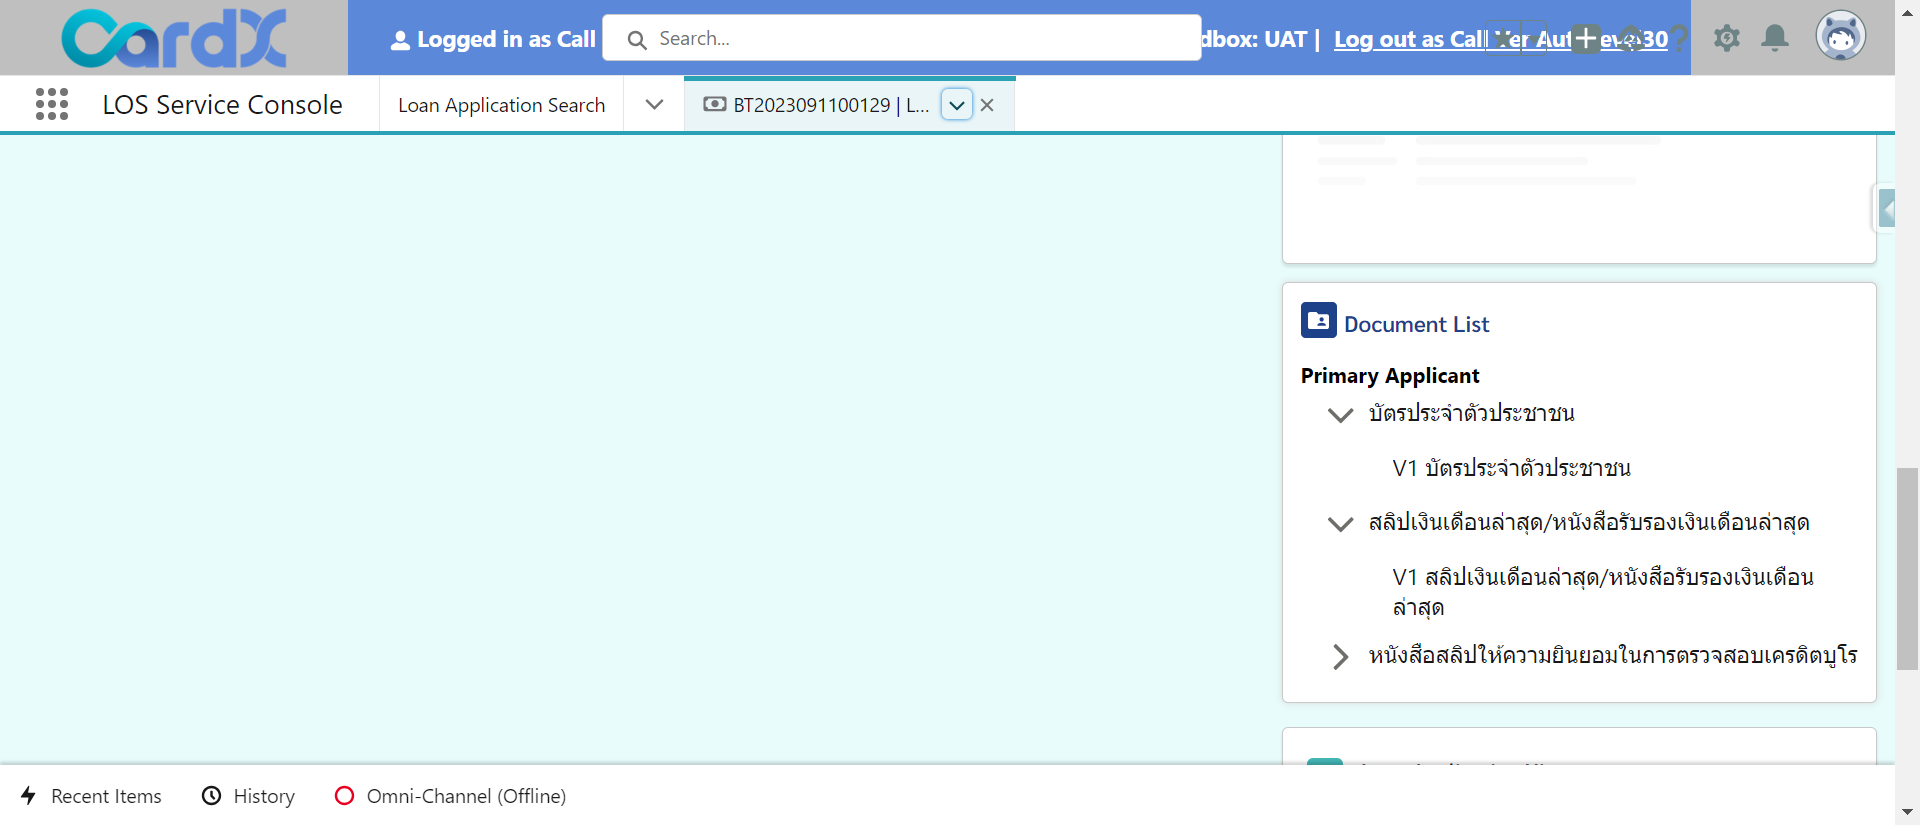 CardX
Logged in as Call
Search...
dbox: UAT |
Log out as Call Ver
LOS Service Console
Loan Application Search
BT2023091100129 | L...
Document List
Primary Applicant
บัตรประจำตัวประชาชน
V1 บัตรประจำตัวประชาชน
สลิปเงินเดือนล่าสุด/หนังสือรับรองเงินเดือนล่าสุด
V1 สลิปเงินเดือนล่าสุด/หนังสือรับรองเงินเดือน
ล่าสุด
หนังสือสลิปให้ความยินยอมในการตรวจสอบเครดิตบูโร
Recent Items
History
Omni-Channel (Offline)